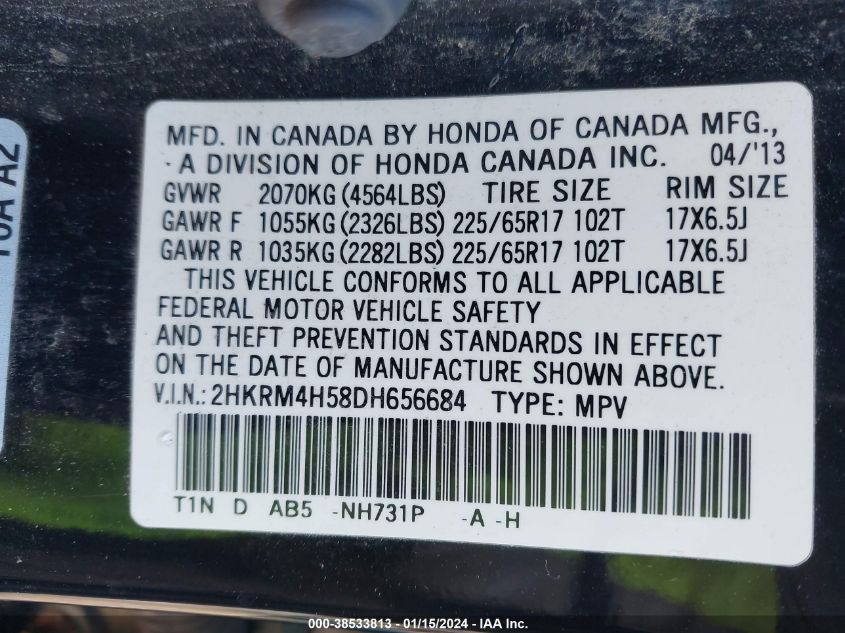 MFD. IN CANADA BY HONDA OF CANADA MFG.,
- A DIVISION OF HONDA CANADA INC. 04/'13
GVWR 2070KG (4564LBS) TIRE SIZE RIM SIZE
GAWR F 1055KG (2326LBS) 225/65R17 102T 17X6.5J
GAWR R 1035KG (2282LBS) 225/65R17 102T 17X6.5J
THIS VEHICLE CONFORMS TO ALL APPLICABLE
FEDERAL MOTOR VEHICLE SAFETY
AND THEFT PREVENTION STANDARDS IN EFFECT
ON THE DATE OF MANUFACTURE SHOWN ABOVE.
V.I.N.: 2HKRM4H58DH656684 TYPE: MPV
T1N D AB5 -NH731P -A -H
A2
000-38533813 - 01/15/2024 - IAA Inc.